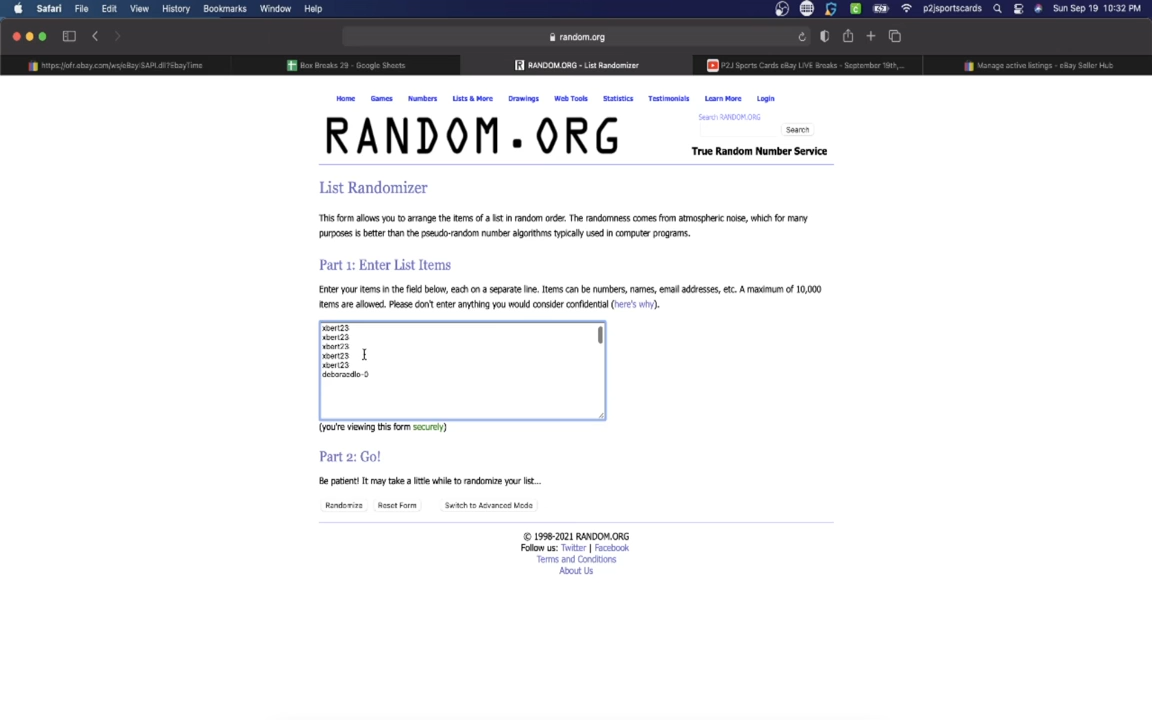 Safari File Edit View History Bookmarks Window Help p2jsportscards Sun Sep 19 10:32 PM
random.org
https://ofr.ebay.com/ws/eBayISAPI.dll?EbayTime Box Breaks 29 - Google Sheets RANDOM.ORG - List Randomizer P2J Sports Cards eBay LIVE Breaks - September 19th,... Manage active listings - eBay Seller Hub
Home Games Numbers Lists & More Drawings Web Tools Statistics Testimonials Learn More Login
RANDOM.ORG
Search RANDOM.ORG
Search
True Random Number Service
List Randomizer
This form allows you to arrange the items of a list in random order. The randomness comes from atmospheric noise, which for many
purposes is better than the pseudo-random number algorithms typically used in computer programs.
Part 1: Enter List Items
Enter your items in the field below, each on a separate line. Items can be numbers, names, email addresses, etc. A maximum of 10,000
items are allowed. Please don't enter anything you would consider confidential (here's why).
xbert23
xbert23
xbert23
xbert23
xbert23
(you're viewing this form securely)
Part 2: Go!
Be patient! It may take a little while to randomize your list...
Randomize Reset Form Switch to Advanced Mode
© 1998-2021 RANDOM.ORG
Follow us: Twitter | Facebook
Terms and Conditions
About Us